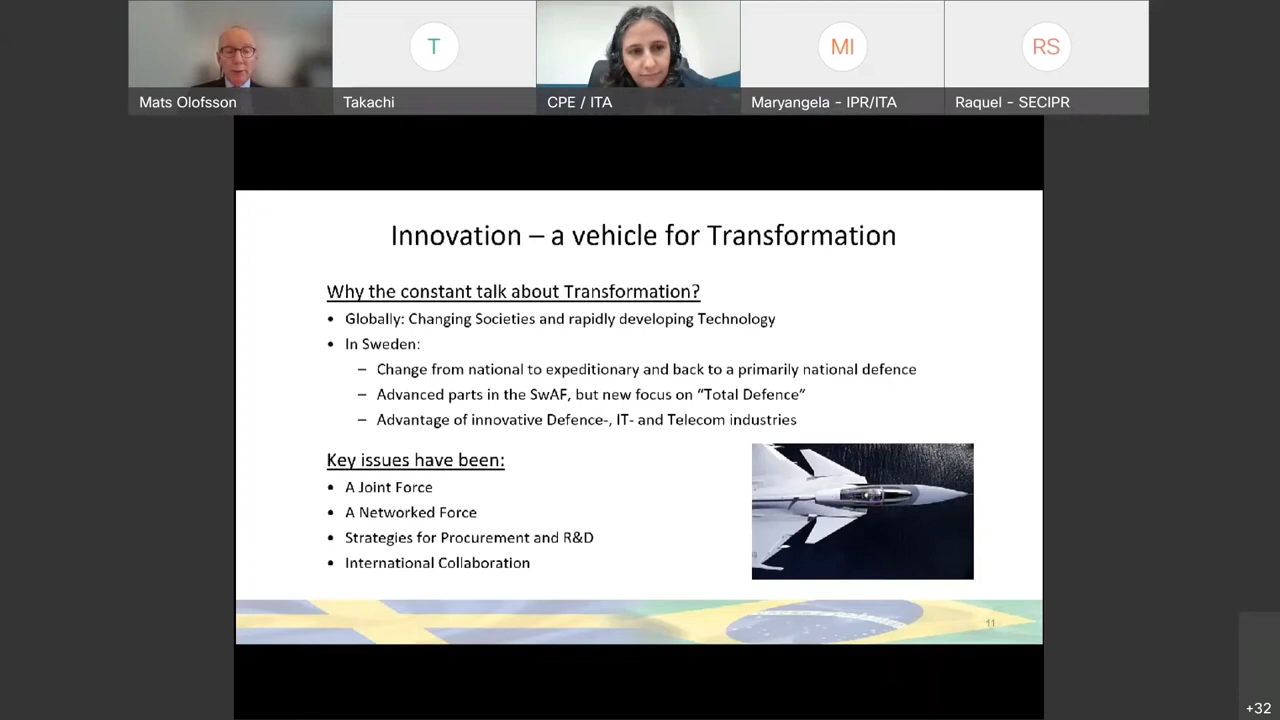 T
MI
RS
Mats Olofsson
Takachi
CPE / ITA
Maryangela - IPR/ITA
Raquel - SECIPR
Innovation – a vehicle for Transformation
Why the constant talk about Transformation?
• Globally: Changing Societies and rapidly developing Technology
• In Sweden:
– Change from national to expeditionary and back to a primarily national defence
– Advanced parts in the SwAF, but new focus on “Total Defence”
– Advantage of innovative Defence-, IT- and Telecom industries
Key issues have been:
• A Joint Force
• A Networked Force
• Strategies for Procurement and R&D
• International Collaboration
11
+32